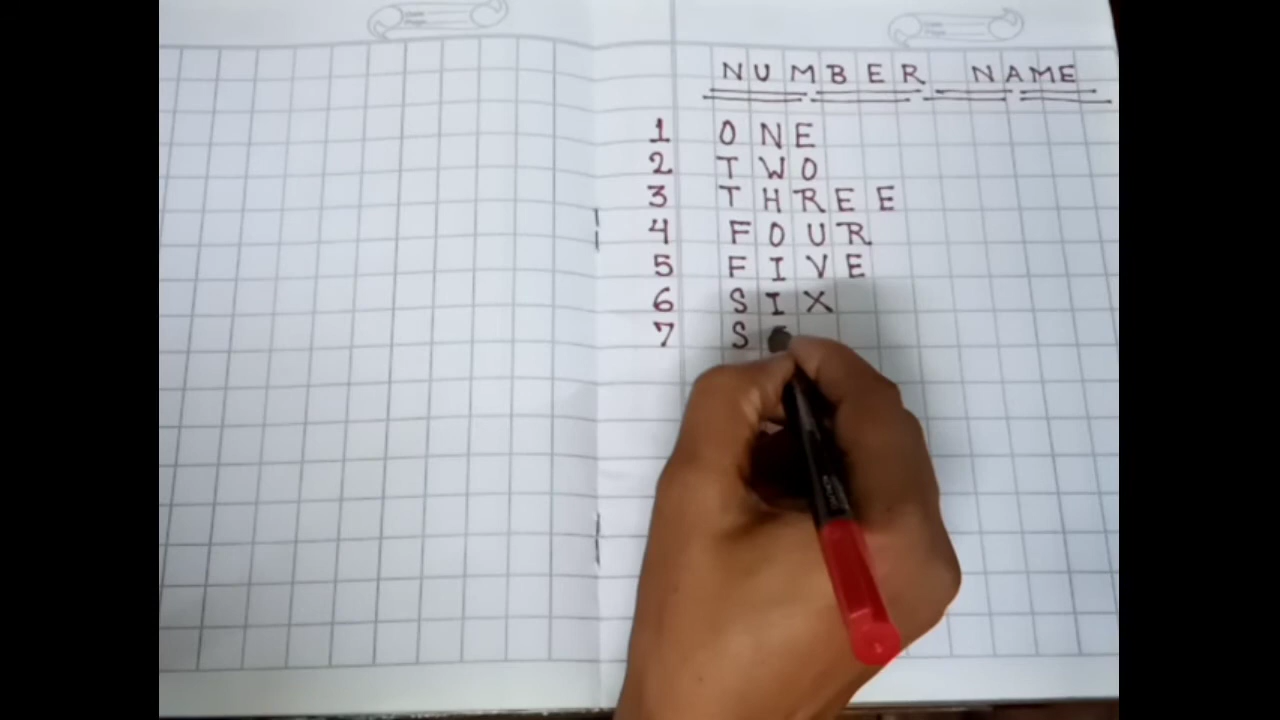 NUMBER NAME
1 ONE
2 TWO
3 THREE
4 FOUR
5 FIVE
6 SIX
7 S